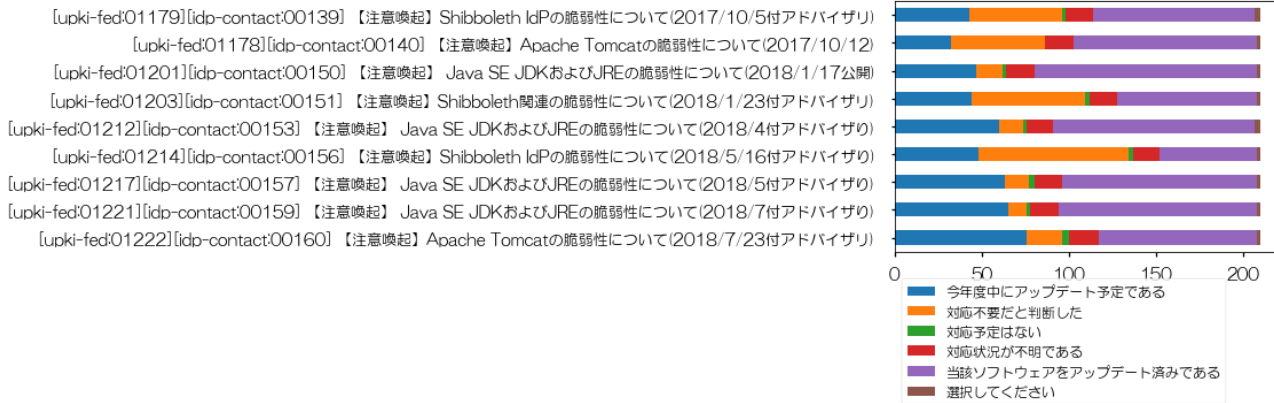 [upki-fed:01179][idp-contact:00139] 【注意喚起】Shibboleth IdPの脆弱性について(2017/10/5付アドバイザリ)
[upki-fed:01178][idp-contact:00140] 【注意喚起】Apache Tomcatの脆弱性について(2017/10/12)
[upki-fed:01201][idp-contact:00150] 【注意喚起】 Java SE JDKおよびJREの脆弱性について(2018/1/17公開)
[upki-fed:01203][idp-contact:00151] 【注意喚起】Shibboleth関連の脆弱性について(2018/1/23付アドバイザリ)
[upki-fed:01212][idp-contact:00153] 【注意喚起】 Java SE JDKおよびJREの脆弱性について(2018/4付アドバイザり)
[upki-fed:01214][idp-contact:00156] 【注意喚起】Shibboleth IdPの脆弱性について(2018/5/16付アドバイザり)
[upki-fed:01217][idp-contact:00157] 【注意喚起】 Java SE JDKおよびJREの脆弱性について(2018/5付アドバイザり)
[upki-fed:01221][idp-contact:00159] 【注意喚起】 Java SE JDKおよびJREの脆弱性について(2018/7付アドバイザり)
[upki-fed:01222][idp-contact:00160] 【注意喚起】Apache Tomcatの脆弱性について(2018/7/23付アドバイザリ)
0 50 100 150 200
今年度中にアップデート予定である
対応不要だと判断した
対応予定はない
対応状況が不明である
当該ソフトウェアをアップデート済みである
選択してください